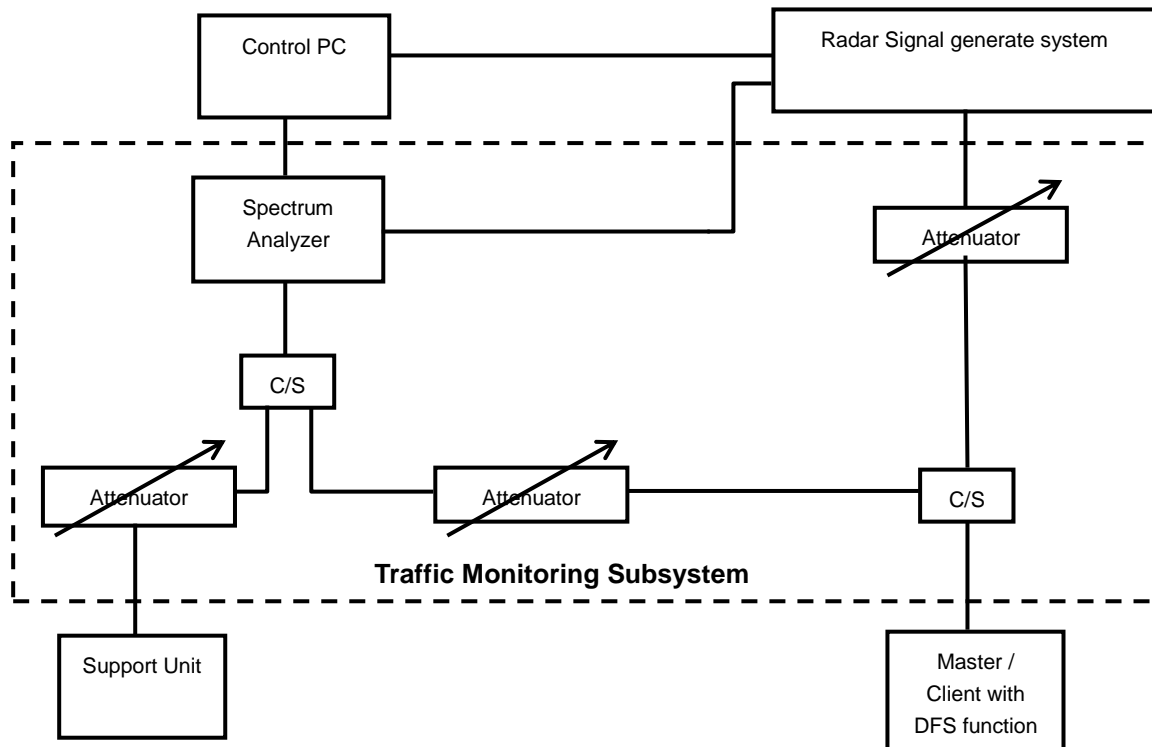 Control PC
Radar Signal generate system
Spectrum
Analyzer
Attenuator
C/S
Attenuator
Attenuator
C/S
Traffic Monitoring Subsystem
Support Unit
Master /
Client with
DFS function